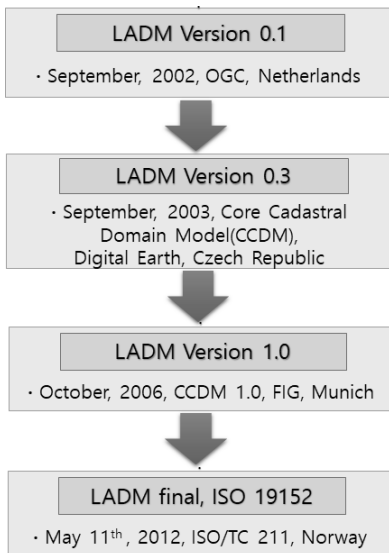 LADM Version 0.1
· September, 2002, OGC, Netherlands
LADM Version 0.3
· September, 2003, Core Cadastral
Domain Model(CCDM),
Digital Earth, Czech Republic
LADM Version 1.0
· October, 2006, CCDM 1.0, FIG, Munich
LADM final, ISO 19152
· May 11th, 2012, ISO/TC 211, Norway